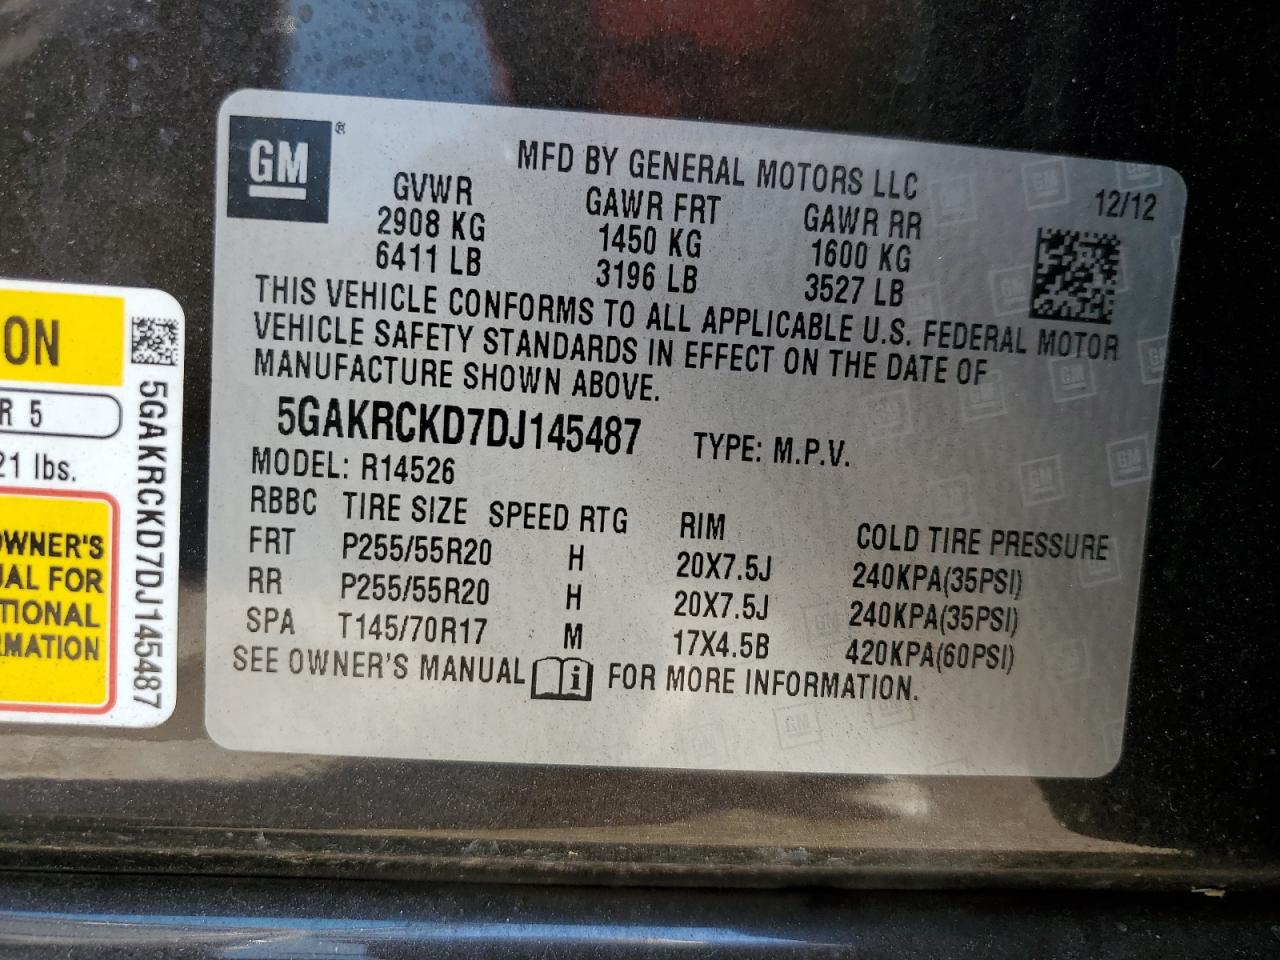 GM ®
MFD BY GENERAL MOTORS LLC
12/12
GVWR GAWR FRT GAWR RR
2908 KG 1450 KG 1600 KG
6411 LB 3196 LB 3527 LB
THIS VEHICLE CONFORMS TO ALL APPLICABLE U.S. FEDERAL MOTOR
VEHICLE SAFETY STANDARDS IN EFFECT ON THE DATE OF
MANUFACTURE SHOWN ABOVE.
5GAKRCKD7DJ145487 TYPE: M.P.V.
MODEL: R14526
RBBC TIRE SIZE SPEED RTG RIM COLD TIRE PRESSURE
FRT P255/55R20 H 20X7.5J 240KPA(35PSI)
RR P255/55R20 H 20X7.5J 240KPA(35PSI)
SPA T145/70R17 M 17X4.5B 420KPA(60PSI)
SEE OWNER'S MANUAL i FOR MORE INFORMATION.
ON
R 5
21 lbs.
OWNER'S
UAL FOR
TIONAL
RMATION
5GAKRCKD7DJ145487